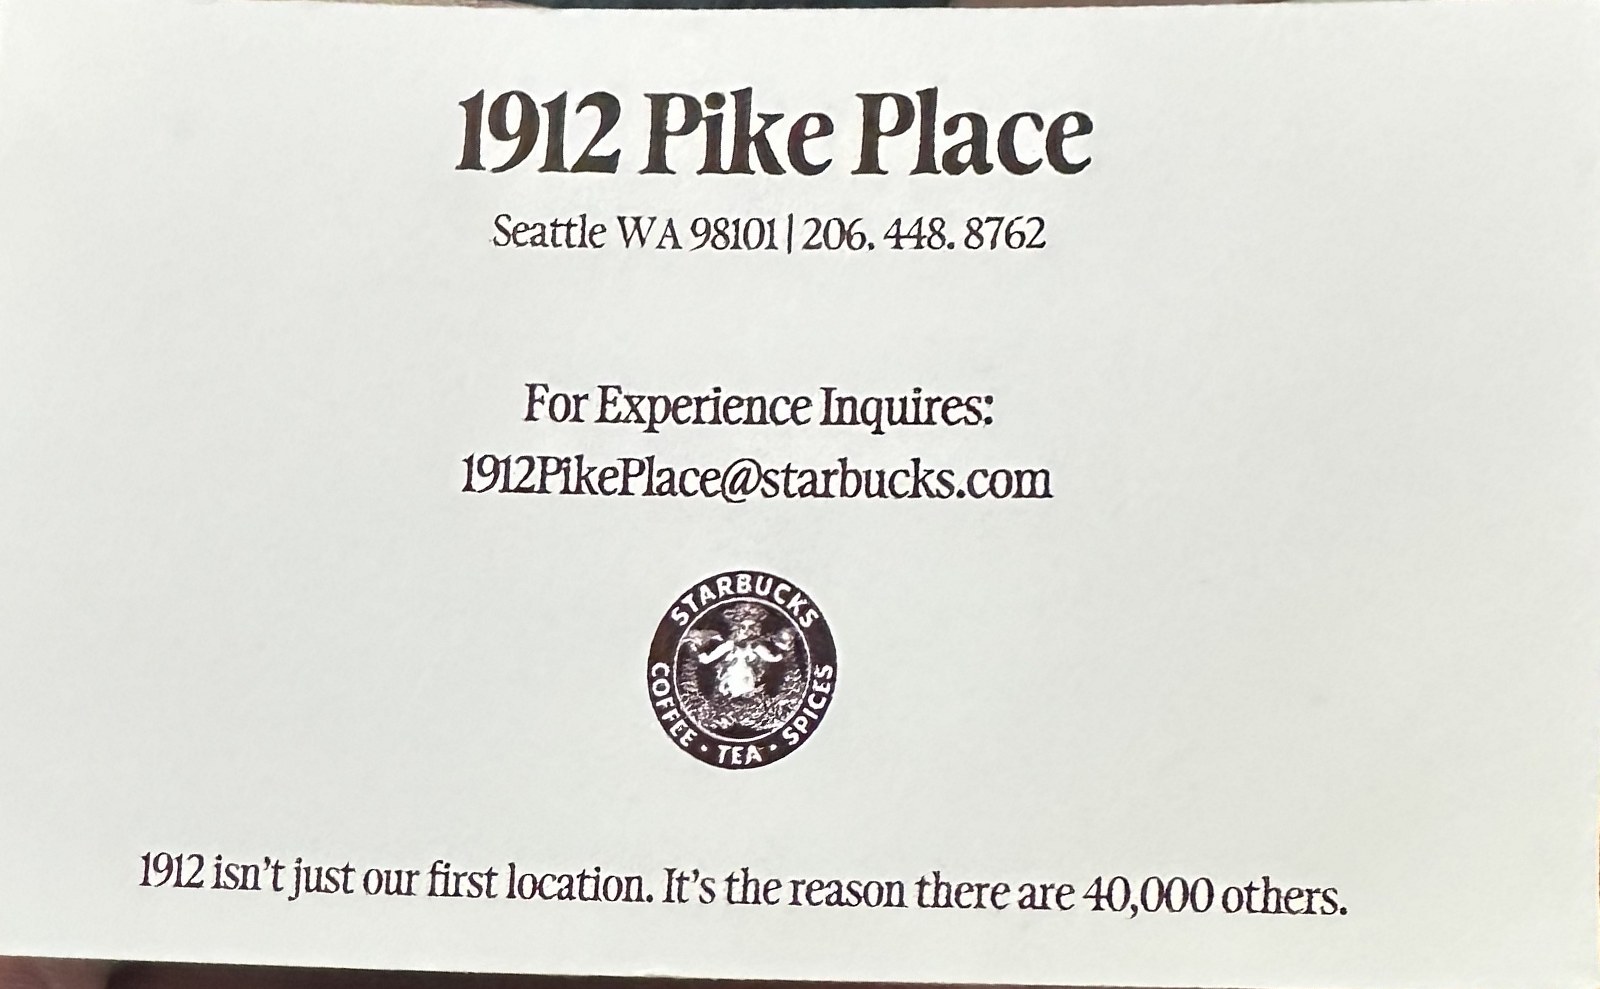 1912 Pike Place
Seattle WA 98101 | 206. 448. 8762
For Experience Inquires:
1912PikePlace@starbucks.com
STARBUCKS
COFFEE · TEA · SPICES
1912 isn't just our first location. It's the reason there are 40,000 others.